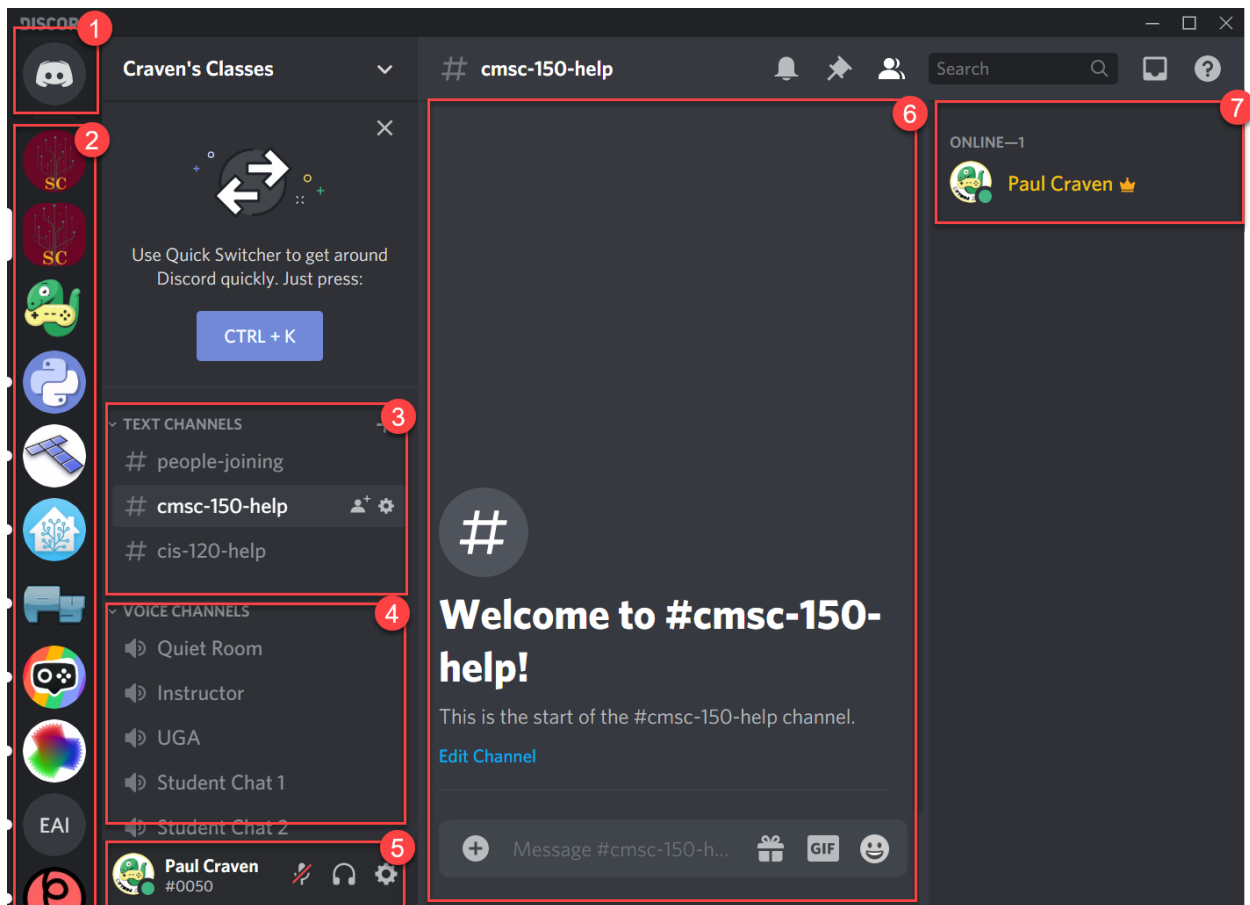 DISCORD
1
Craven's Classes
cmsc-150-help
Search
2
SC
SC
Use Quick Switcher to get around
Discord quickly. Just press:
CTRL + K
3
TEXT CHANNELS
people-joining
cmsc-150-help
cis-120-help
4
VOICE CHANNELS
Quiet Room
Instructor
UGA
Student Chat 1
Student Chat 2
EAI
5
Paul Craven
#0050
6
#
Welcome to #cmsc-150-
help!
This is the start of the #cmsc-150-help channel.
Edit Channel
Message #cmsc-150-h...
GIF
7
ONLINE—1
Paul Craven